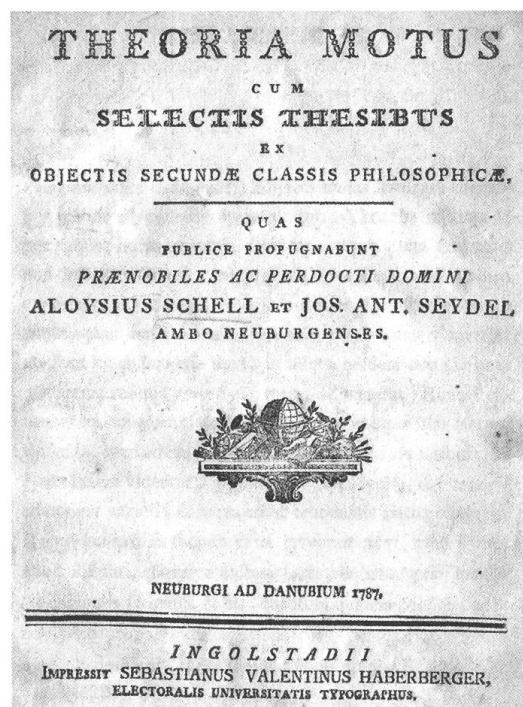 THEORIA MOTUS
CUM
SELECTIS THESIBUS
EX
OBJECTIS SECUNDÆ CLASSIS PHILOSOPHICÆ,
QUAS
PUBLICE PROPUGNABUNT
PRÆNOBILES AC PERDOCTI DOMINI
ALOYSIUS SCHELL ET JOS. ANT. SEYDEL
AMBO NEUBURGENSES.
NEUBURGI AD DANUBIUM 1787.
INGOLSTADII
IMPRESSIT SEBASTIANUS VALENTINUS HABERBERGER,
ELECTORALIS UNIVERSITATIS TYPOGRAPHUS.